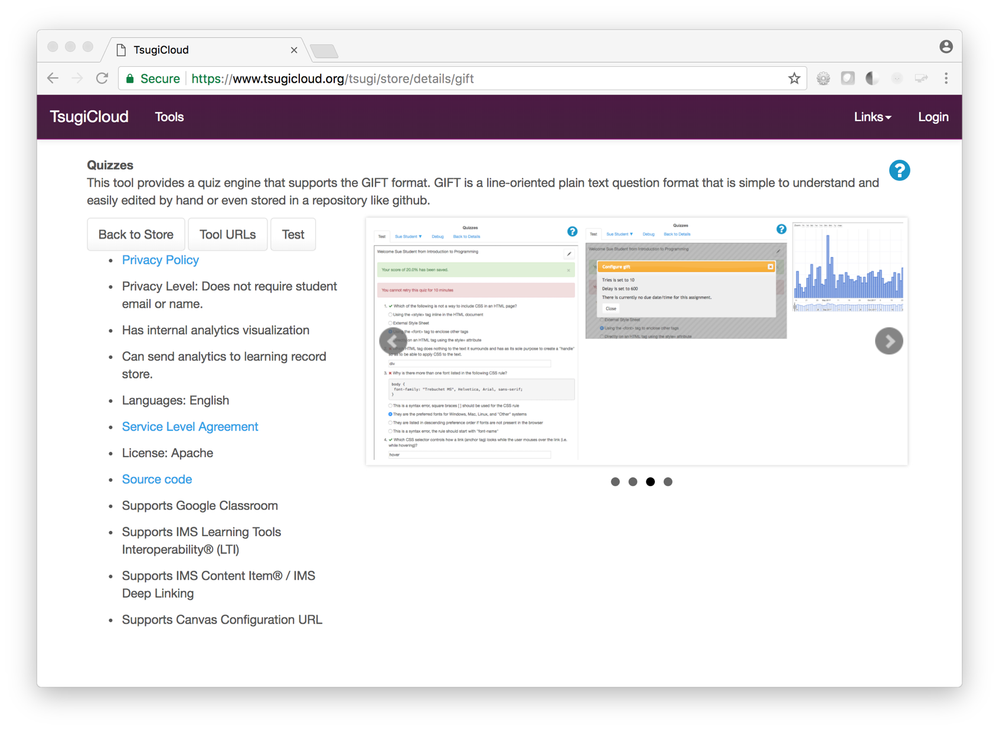 TsugiCloud
Secure https://www.tsugicloud.org/tsugi/store/details/gift
TsugiCloud Tools Links Login
Quizzes
This tool provides a quiz engine that supports the GIFT format. GIFT is a line-oriented plain text question format that is simple to understand and
easily edited by hand or even stored in a repository like github.
Back to Store Tool URLs Test
• Privacy Policy
• Privacy Level: Does not require student
email or name.
• Has internal analytics visualization
• Can send analytics to learning record
store.
• Languages: English
• Service Level Agreement
• License: Apache
• Source code
• Supports Google Classroom
• Supports IMS Learning Tools
Interoperability® (LTI)
• Supports IMS Content Item® / IMS
Deep Linking
• Supports Canvas Configuration URL
Quizzes
Test Sue Student ▼ Debug Back to Details
Welcome Sue Student from Introduction to Programming
Your score of 20.0% has been saved.
You cannot retry this quiz for 10 minutes
1. Which of the following is not a way to include CSS in an HTML page?
Using the <style> tag inline in the HTML document
External Style Sheet
the <font> tag to enclose other tags
on an HTML tag using the style= attribute
HTML tag does nothing to the text it surrounds and has as its sole purpose to create a "handle"
as to be able to apply CSS to the text.
div
3. Why is there more than one font listed in the following CSS rule?
body {
font-family: "Trebuchet MS", Helvetica, Arial, sans-serif;
}
This is a syntax error, square braces [ ] should be used for the CSS rule
They are the preferred fonts for Windows, Mac, Linux, and "Other" systems
They are listed in descending preference order if fonts are not present in the browser
This is a syntax error, the rule should start with "font-name"
4. Which CSS selector controls how a link (anchor tag) looks while the user mouses over the link (i.e.
while hovering)?
hover
Quizzes
Test Sue Student ▼ Debug Back to Details
Welcome Sue Student from Introduction to Programming
Configure gift
Tries is set to 10
Delay is set to 600
There is currently no due date/time for this assignment.
Close
External Style Sheet
Using the <font> tag to enclose other tags
Directly on an HTML tag using the style= attribute
Zoom: